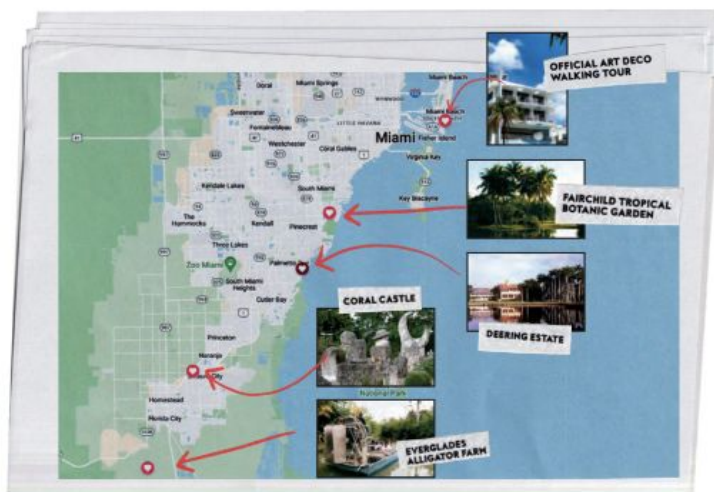 OFFICIAL ART DECO
WALKING TOUR
Miami Springs
Doral
Miami Beach
Sweetwater
LITTLE HAVANA
Miami Beach
Miami
Fisher Island
Westchester
Coral Gables
Virginia Key
Kendale Lakes
South Miami
Key Biscayne
The
Hammocks
Kendall
Pinecrest
FAIRCHILD TROPICAL
BOTANIC GARDEN
Three Lakes
Zoo Miami
South Miami
Heights
Cutler Bay
CORAL CASTLE
DEERING ESTATE
Princeton
Naranja
Homestead
National Park
Florida City
EVERGLADES
ALLIGATOR FARM